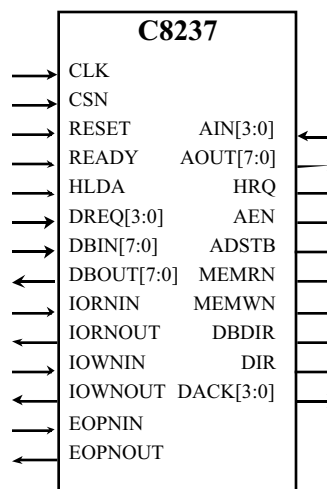 C8237
CLK
CSN
RESET AIN[3:0]
READY AOUT[7:0]
HLDA HRQ
DREQ[3:0] AEN
DBIN[7:0] ADSTB
DBOUT[7:0] MEMRN
IORNIN MEMWN
IORNOUT DBDIR
IOWNIN DIR
IOWNOUT DACK[3:0]
EOPNIN
EOPNOUT